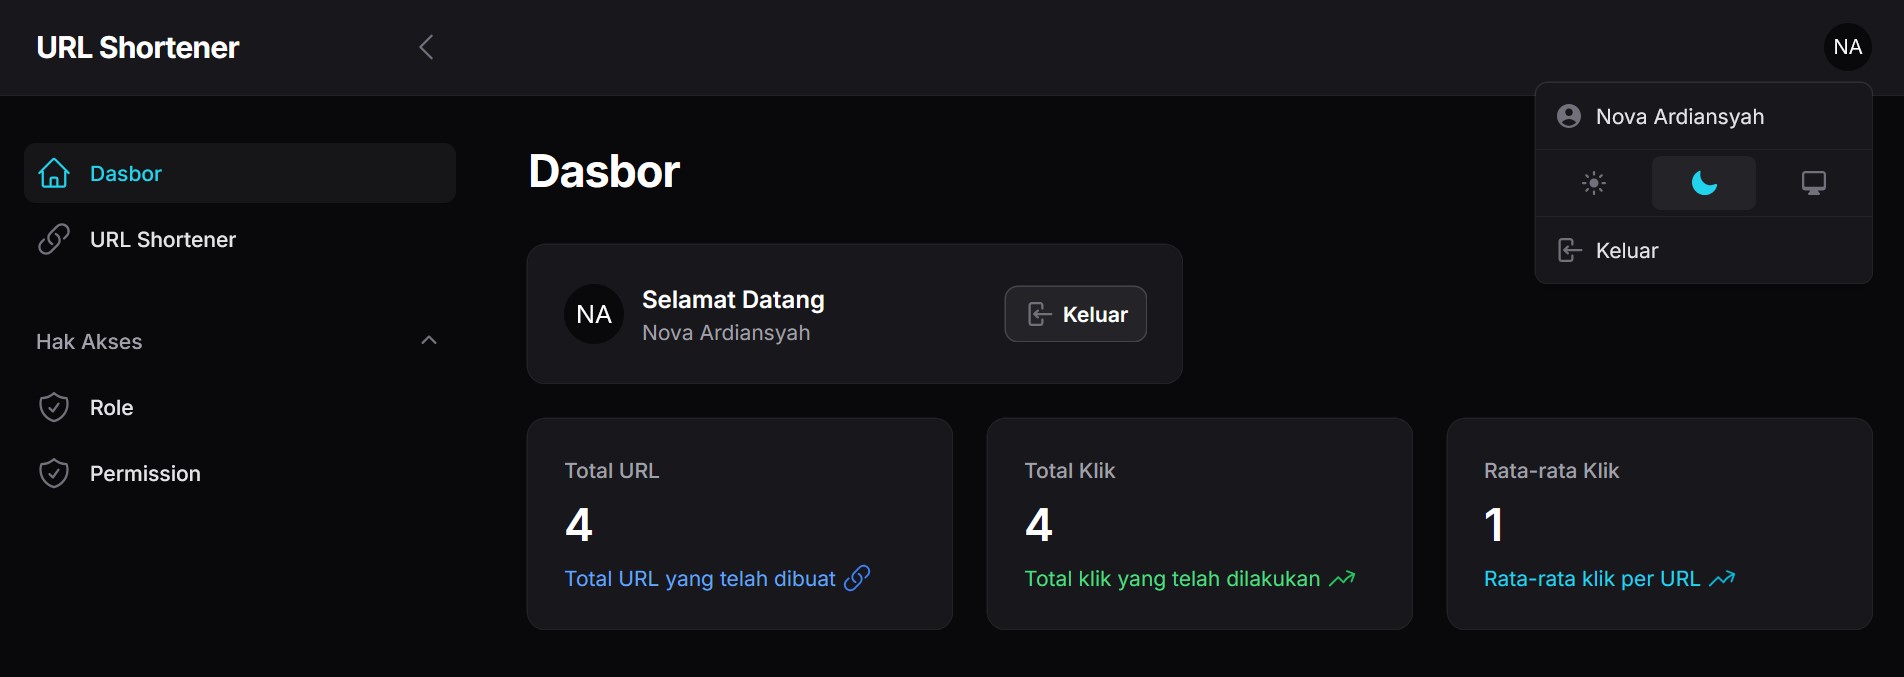 URL Shortener
NA
Nova Ardiansyah
Keluar
Dasbor
URL Shortener
Hak Akses
Role
Permission
Dasbor
NA
Selamat Datang
Nova Ardiansyah
Keluar
Total URL
4
Total URL yang telah dibuat
Total Klik
4
Total klik yang telah dilakukan
Rata-rata Klik
1
Rata-rata klik per URL